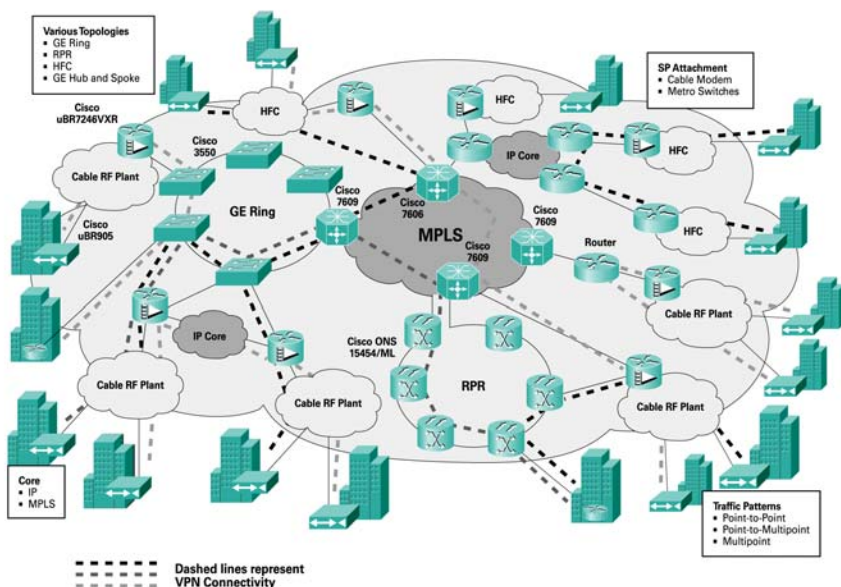 Various Topologies
▪ GE Ring
▪ RPR
▪ HFC
▪ GE Hub and Spoke
SP Attachment
▪ Cable Modem
▪ Metro Switches
Cisco
uBR7246VXR
HFC
HFC
IP Core
HFC
Cisco
3550
Cable RF Plant
Cisco
7609
Cisco
7606
Cisco
7609
GE Ring
MPLS
Cisco
uBR905
Cisco
7609
HFC
Router
Cable RF Plant
IP Core
Cisco ONS
15454/ML
RPR
Cable RF Plant
Cable RF Plant
Cable RF Plant
Core
▪ IP
▪ MPLS
Traffic Patterns
▪ Point-to-Point
▪ Point-to-Multipoint
▪ Multipoint
Dashed lines represent
VPN Connectivity